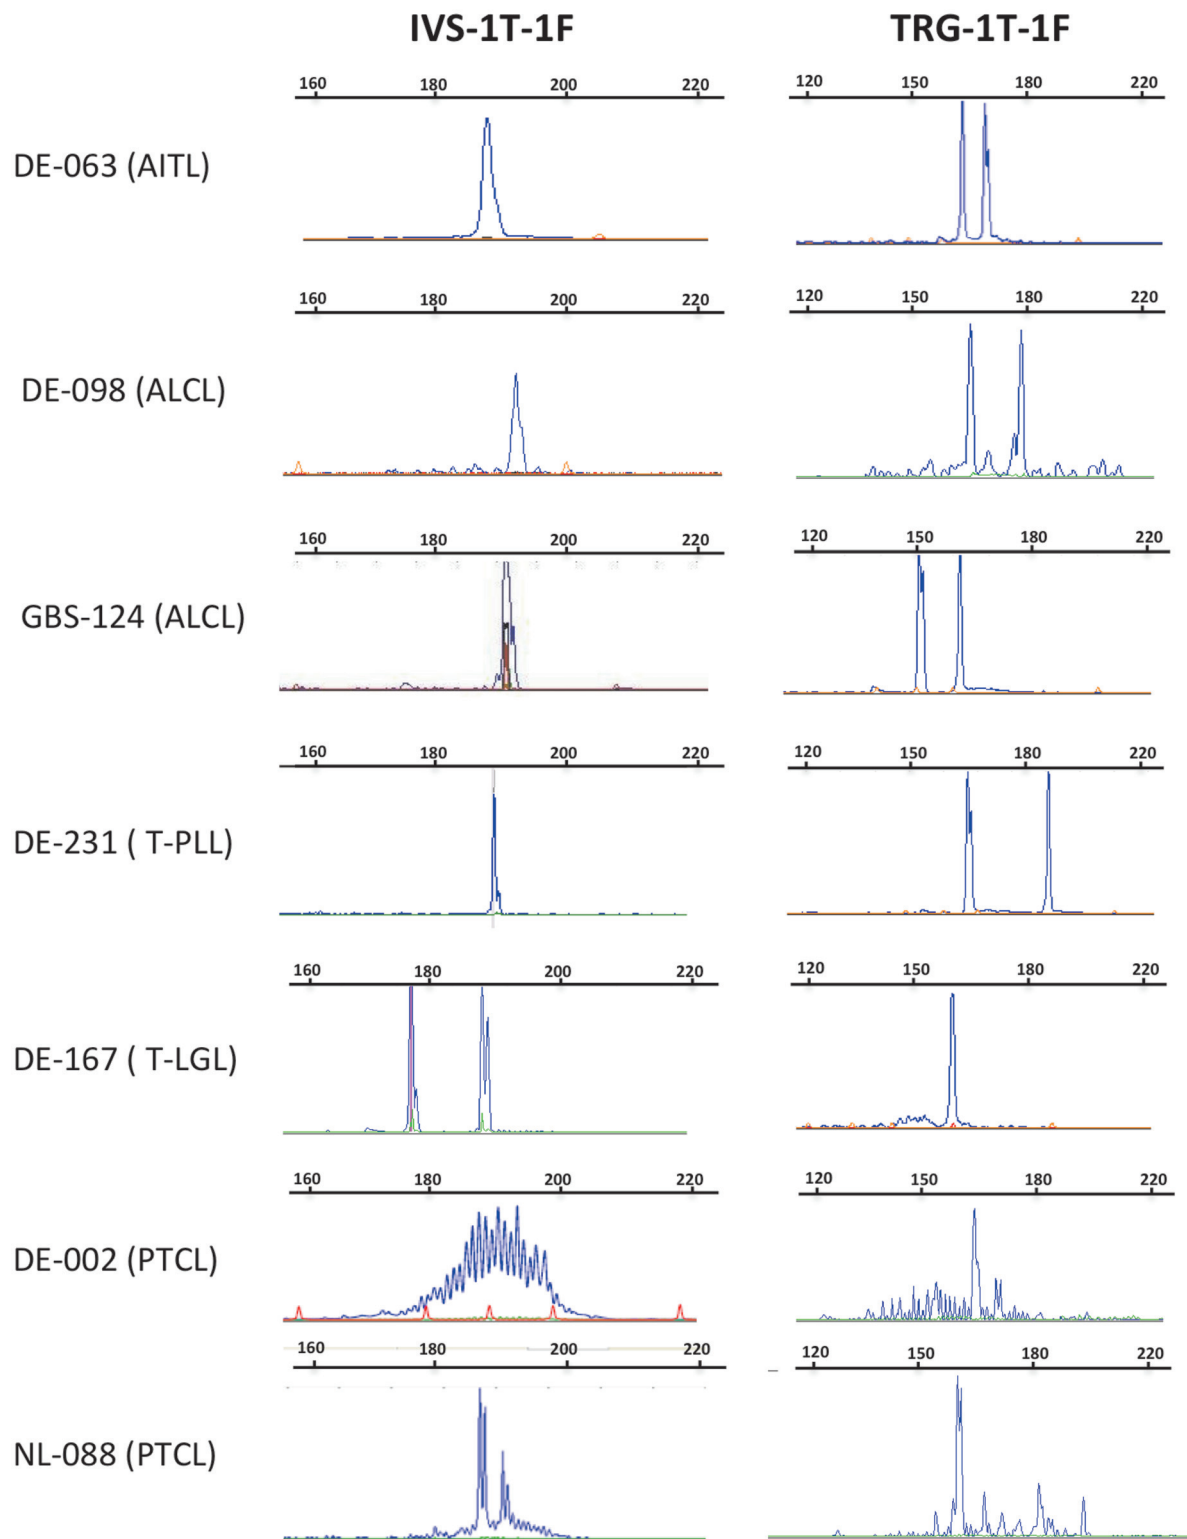 IVS-1T-1F TRG-1T-1F
160 180 200 220 120 150 180 220
DE-063 (AITL)
160 180 200 220 120 150 180 220
DE-098 (ALCL)
160 180 200 220 120 150 180 220
GBS-124 (ALCL)
160 180 200 220 120 150 180 220
DE-231 ( T-PLL)
160 180 200 220 120 150 180 220
DE-167 ( T-LGL)
160 180 200 220 120 150 180 220
DE-002 (PTCL)
160 180 200 220 120 150 180 220
NL-088 (PTCL)